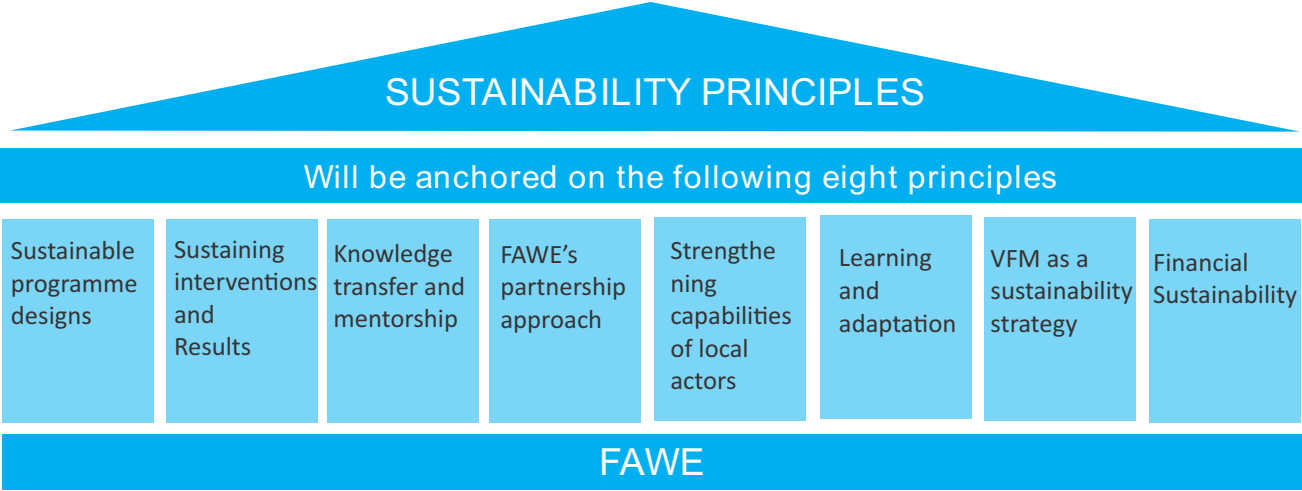 SUSTAINABILITY PRINCIPLES
Will be anchored on the following eight principles
Sustainable
programme
designs
Sustaining
interventions
and
Results
Knowledge
transfer and
mentorship
FAWE’s
partnership
approach
Strengthe
ning
capabilities
of local
actors
Learning
and
adaptation
VFM as a
sustainability
strategy
Financial
Sustainability
FAWE